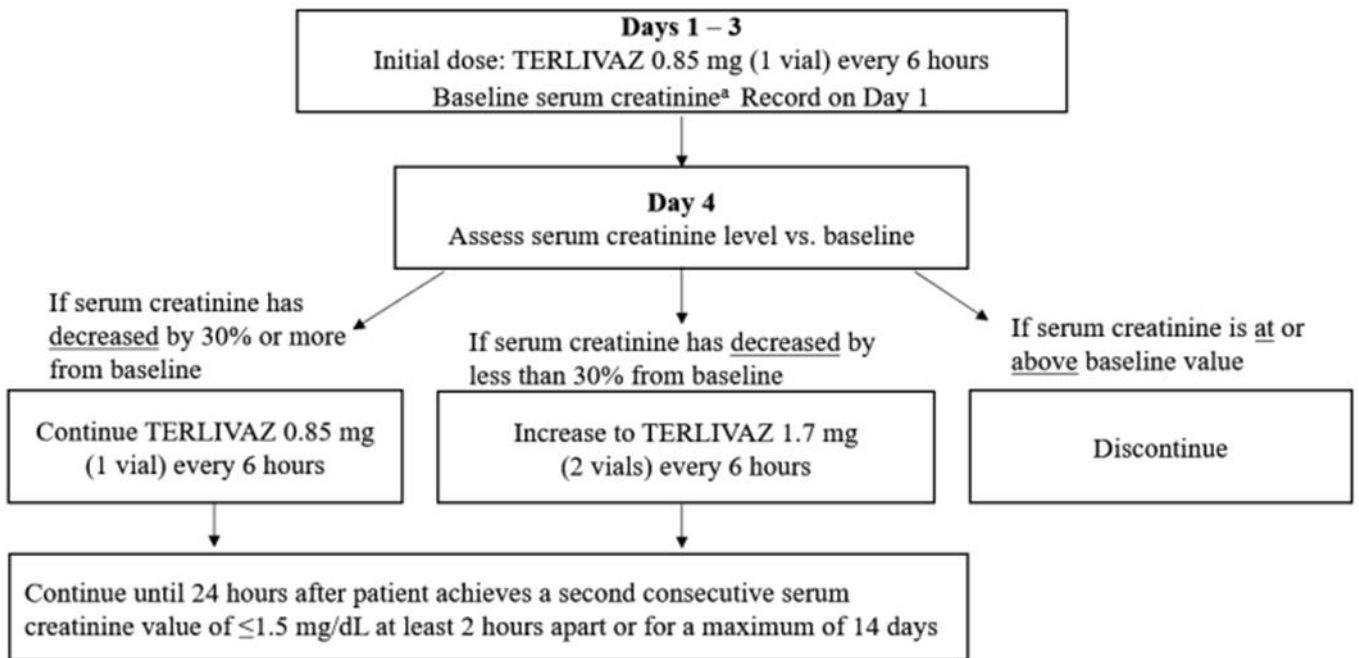 Days 1 – 3
Initial dose: TERLIVAZ 0.85 mg (1 vial) every 6 hours
Baseline serum creatinineᵃ Record on Day 1
Day 4
Assess serum creatinine level vs. baseline
If serum creatinine has
decreased by 30% or more
from baseline
If serum creatinine has decreased by
less than 30% from baseline
If serum creatinine is at or
above baseline value
Continue TERLIVAZ 0.85 mg
(1 vial) every 6 hours
Increase to TERLIVAZ 1.7 mg
(2 vials) every 6 hours
Discontinue
Continue until 24 hours after patient achieves a second consecutive serum
creatinine value of ≤1.5 mg/dL at least 2 hours apart or for a maximum of 14 days